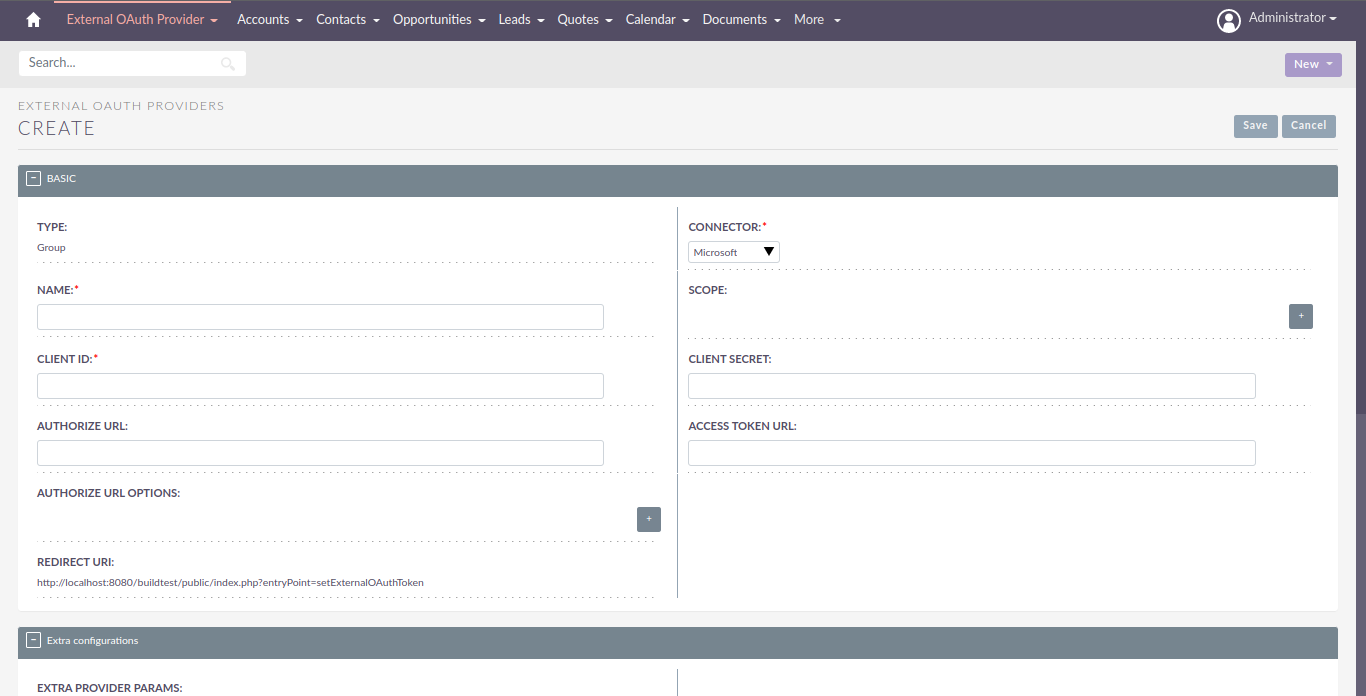 External OAuth Provider Accounts Contacts Opportunities Leads Quotes Calendar Documents More Administrator
Search... New
EXTERNAL OAUTH PROVIDERS
CREATE
Save Cancel
BASIC
TYPE: CONNECTOR:*
Group
Microsoft
NAME:* SCOPE:
+
CLIENT ID:* CLIENT SECRET:
AUTHORIZE URL: ACCESS TOKEN URL:
AUTHORIZE URL OPTIONS:
+
REDIRECT URI:
http://localhost:8080/buildtest/public/index.php?entryPoint=setExternalOAuthToken
Extra configurations
EXTRA PROVIDER PARAMS: